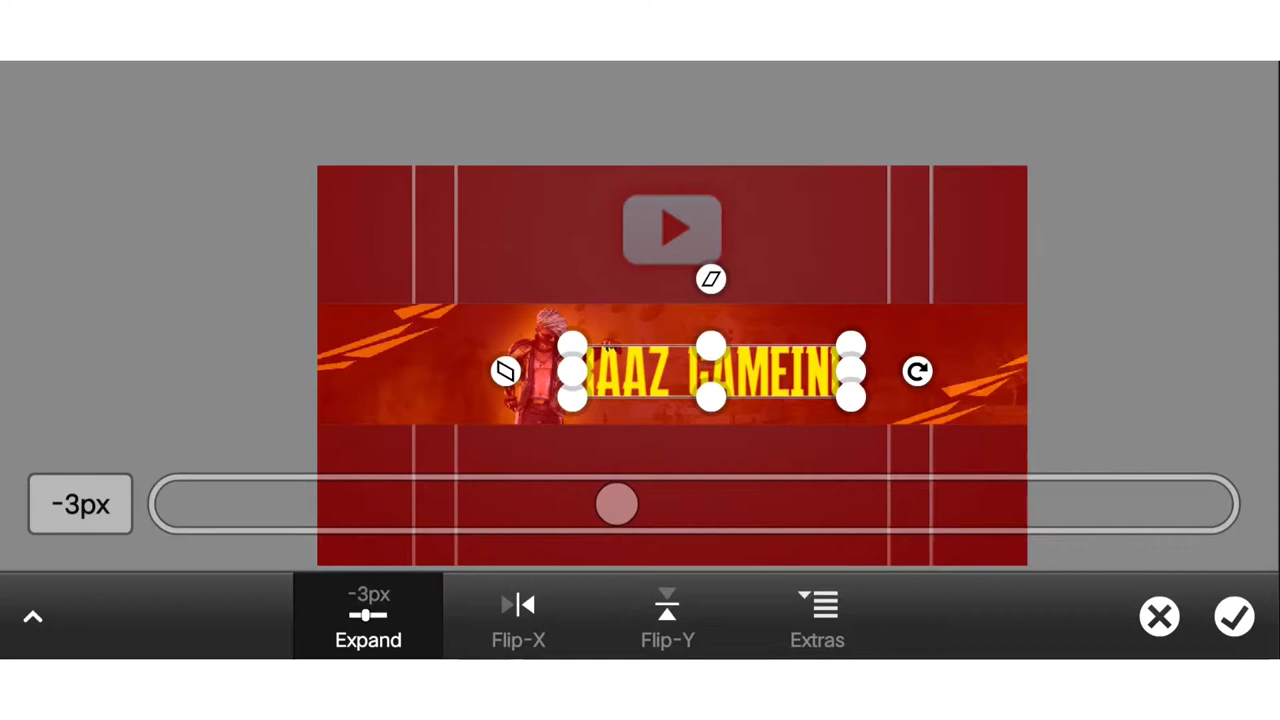 AAZ GAMEIN
-3px
-3px
Expand
Flip-X
Flip-Y
Extras